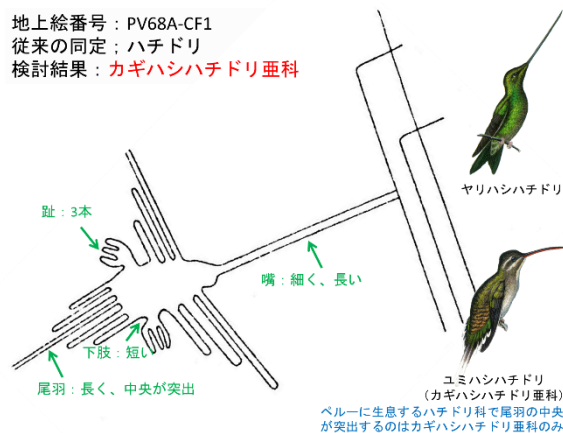 地上絵番号：PV68A-CF1
従来の同定；ハチドリ
検討結果：カギハシハチドリ亜科
ヤリハシハチドリ
趾：3本
嘴：細く、長い
下肢：短い
尾羽：長く、中央が突出
ユミハシハチドリ
（カギハシハチドリ亜科）
ペルーに生息するハチドリ科で尾羽の中央
が突出するのはカギハシハチドリ亜科のみ